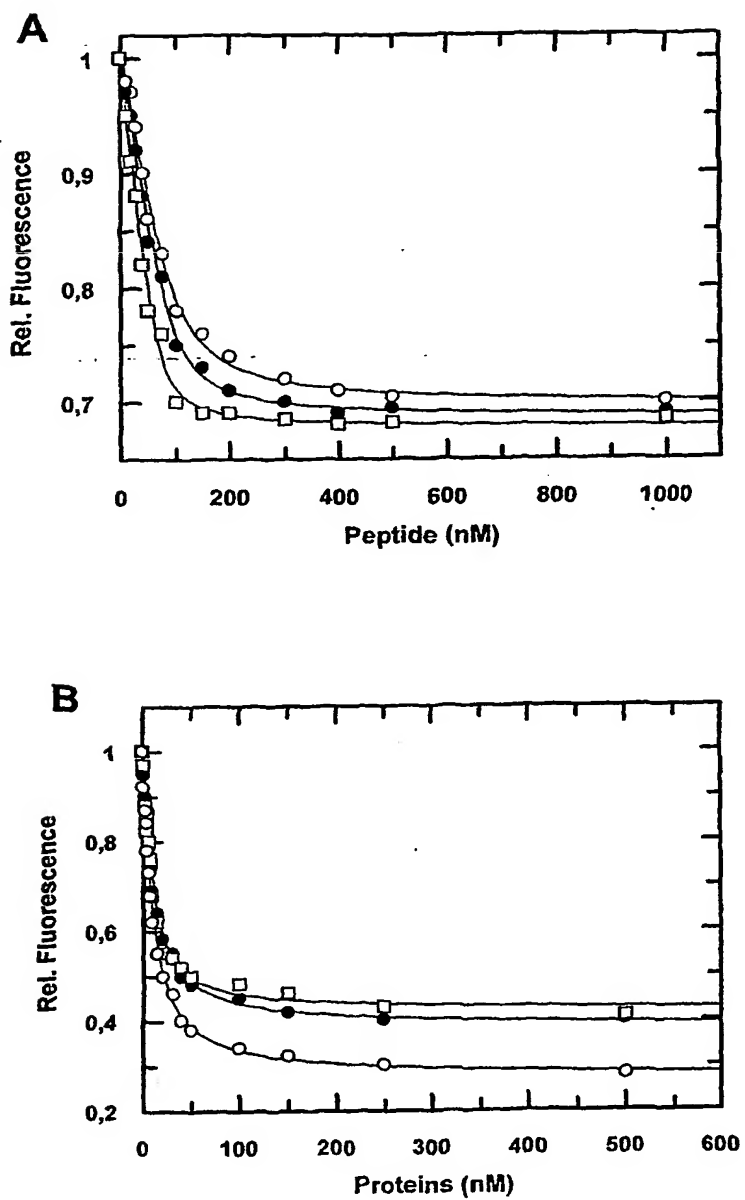 A
1
0,9
0,8
0,7
Rel. Fluorescence
0 200 400 600 800 1000
Peptide (nM)
B
1
0,8
0,6
0,4
0,2
Rel. Fluorescence
0 100 200 300 400 500 600
Proteins (nM)